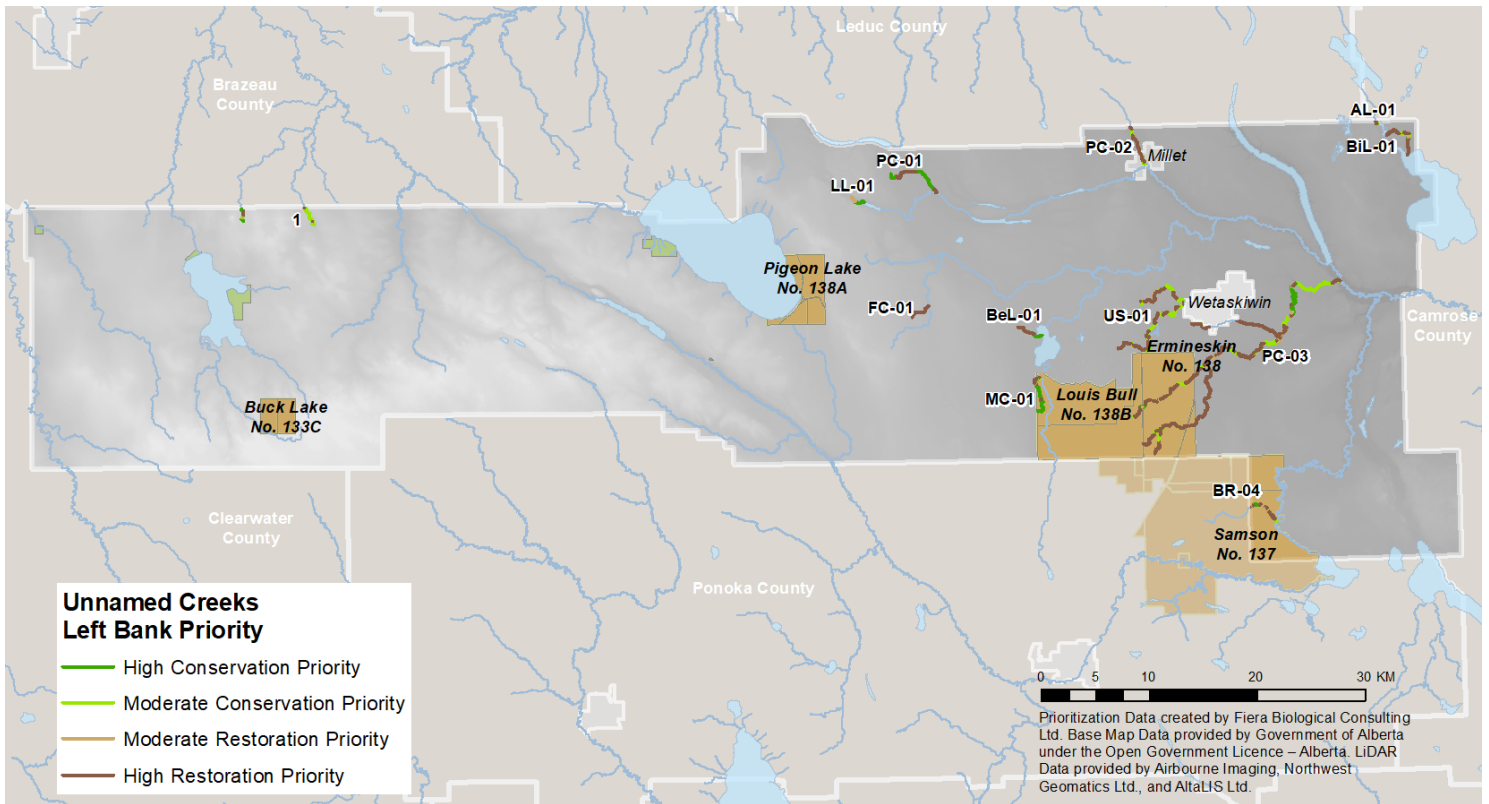 Leduc County
Brazeau
County
AL-01
PC-02
Millet
BiL-01
PC-01
LL-01
1
Pigeon Lake
No. 138A
FC-01
BeL-01
US-01
Wetaskiwin
Camrose
County
Ermineskin
No. 138
PC-03
MC-01
Louis Bull
No. 138B
Buck Lake
No. 133C
BR-04
Samson
No. 137
Clearwater
County
Ponoka County
Unnamed Creeks
Left Bank Priority
High Conservation Priority
Moderate Conservation Priority
Moderate Restoration Priority
High Restoration Priority
0 5 10 20 30 KM
Prioritization Data created by Fiera Biological Consulting
Ltd. Base Map Data provided by Government of Alberta
under the Open Government Licence – Alberta. LiDAR
Data provided by Airbourne Imaging, Northwest
Geomatics Ltd., and AltaLIS Ltd.